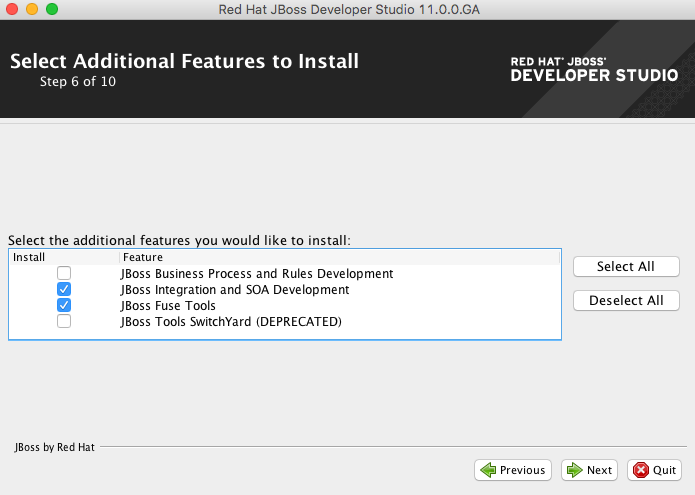 Red Hat JBoss Developer Studio 11.0.0.GA
Select Additional Features to Install
Step 6 of 10
RED HAT® JBOSS®
DEVELOPER STUDIO
Select the additional features you would like to install:
Install Feature
JBoss Business Process and Rules Development
JBoss Integration and SOA Development
JBoss Fuse Tools
JBoss Tools SwitchYard (DEPRECATED)
Select All
Deselect All
JBoss by Red Hat
Previous Next Quit